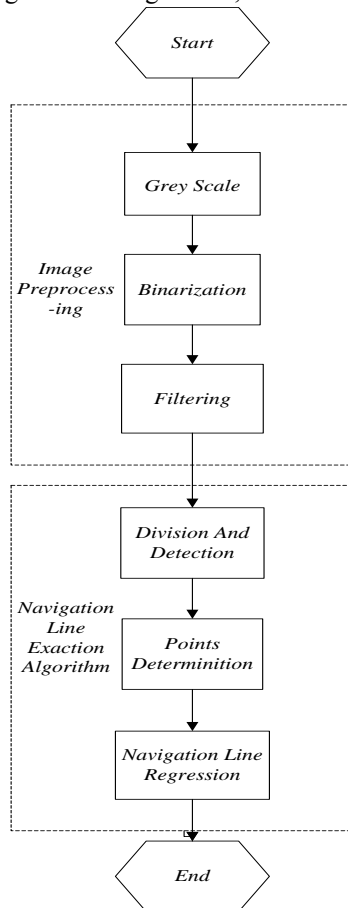 Start
Grey Scale
Image
Preprocess
-ing
Binarization
Filtering
Division And
Detection
Navigation
Line
Exaction
Algorithm
Points
Determinition
Navigation Line
Regression
End